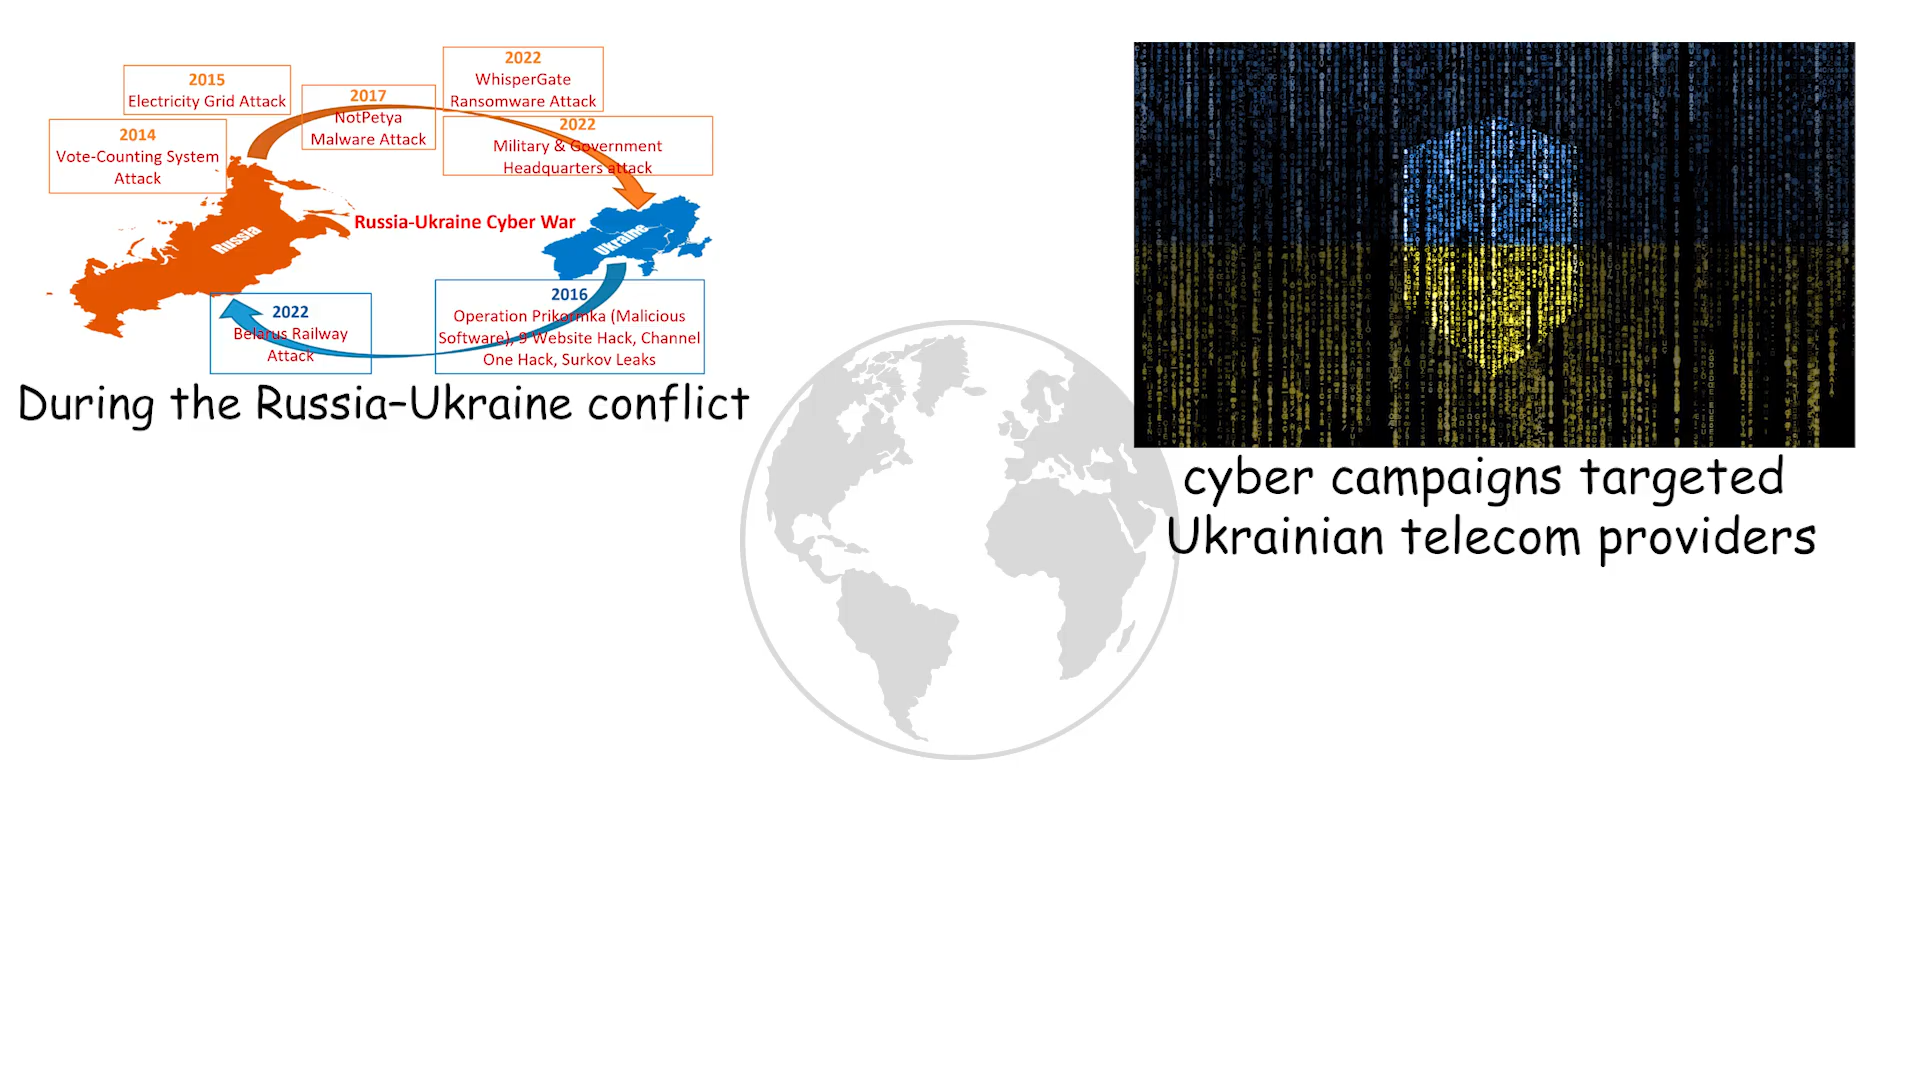 2022
WhisperGate
Ransomware Attack
2015
Electricity Grid Attack
2017
NotPetya
Malware Attack
2022
Military & Government
Headquarters attack
2014
Vote-Counting System
Attack
Russia
Russia-Ukraine Cyber War
Ukraine
2022
Belarus Railway
Attack
2016
Operation Prikormka (Malicious
Software), 9 Website Hack, Channel
One Hack, Surkov Leaks
During the Russia–Ukraine conflict
cyber campaigns targeted
Ukrainian telecom providers